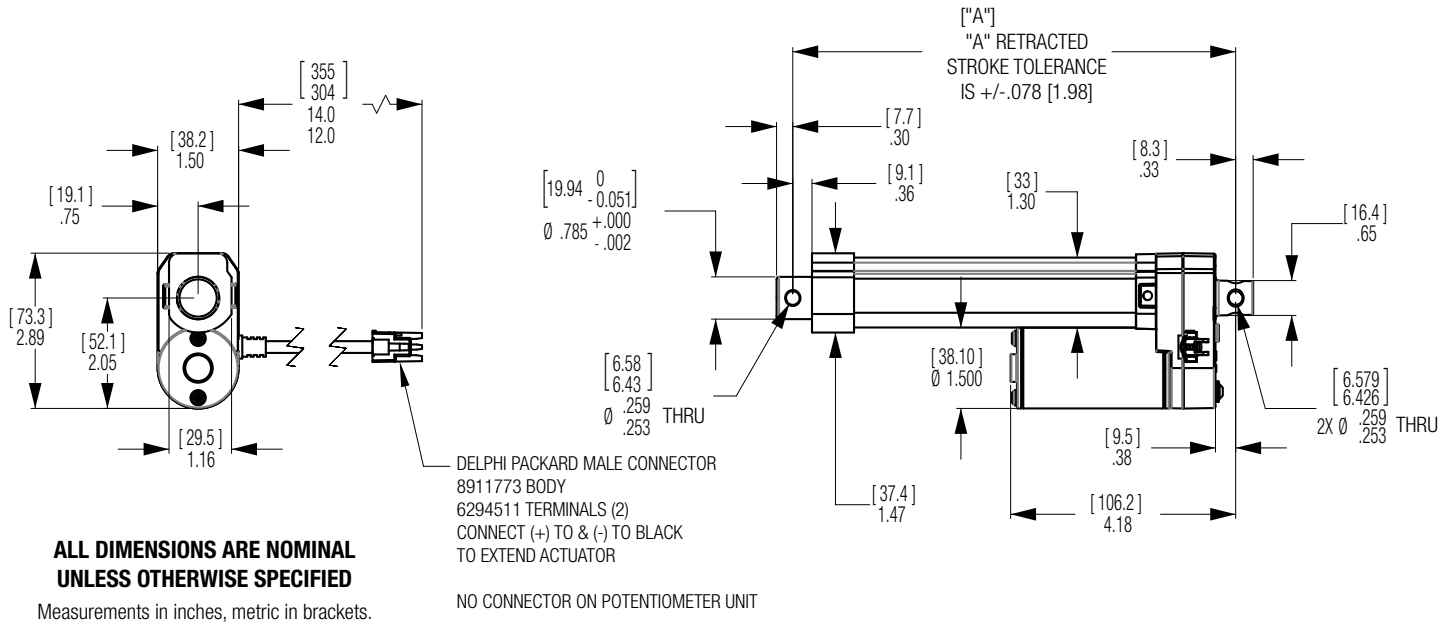 ["A"]
"A" RETRACTED
STROKE TOLERANCE
IS +/-.078 [1.98]
[ 355
304 ]
14.0
12.0
[ 38.2 ]
1.50
[ 19.1 ]
.75
[ 73.3 ]
2.89
[ 52.1 ]
2.05
[ 29.5 ]
1.16
[ 7.7 ]
.30
[ 9.1 ]
.36
[ 33 ]
1.30
[ 8.3 ]
.33
[ 16.4 ]
.65
[19.94 0
- 0.051]
Ø .785 +.000
- .002
[ 6.58
6.43 ]
Ø .259
.253 THRU
[ 38.10 ]
Ø 1.500
[ 37.4 ]
1.47
[ 9.5 ]
.38
[ 106.2 ]
4.18
[ 6.579
6.426 ]
2X Ø .259
.253 THRU
DELPHI PACKARD MALE CONNECTOR
8911773 BODY
6294511 TERMINALS (2)
CONNECT (+) TO & (-) TO BLACK
TO EXTEND ACTUATOR
NO CONNECTOR ON POTENTIOMETER UNIT
ALL DIMENSIONS ARE NOMINAL
UNLESS OTHERWISE SPECIFIED
Measurements in inches, metric in brackets.